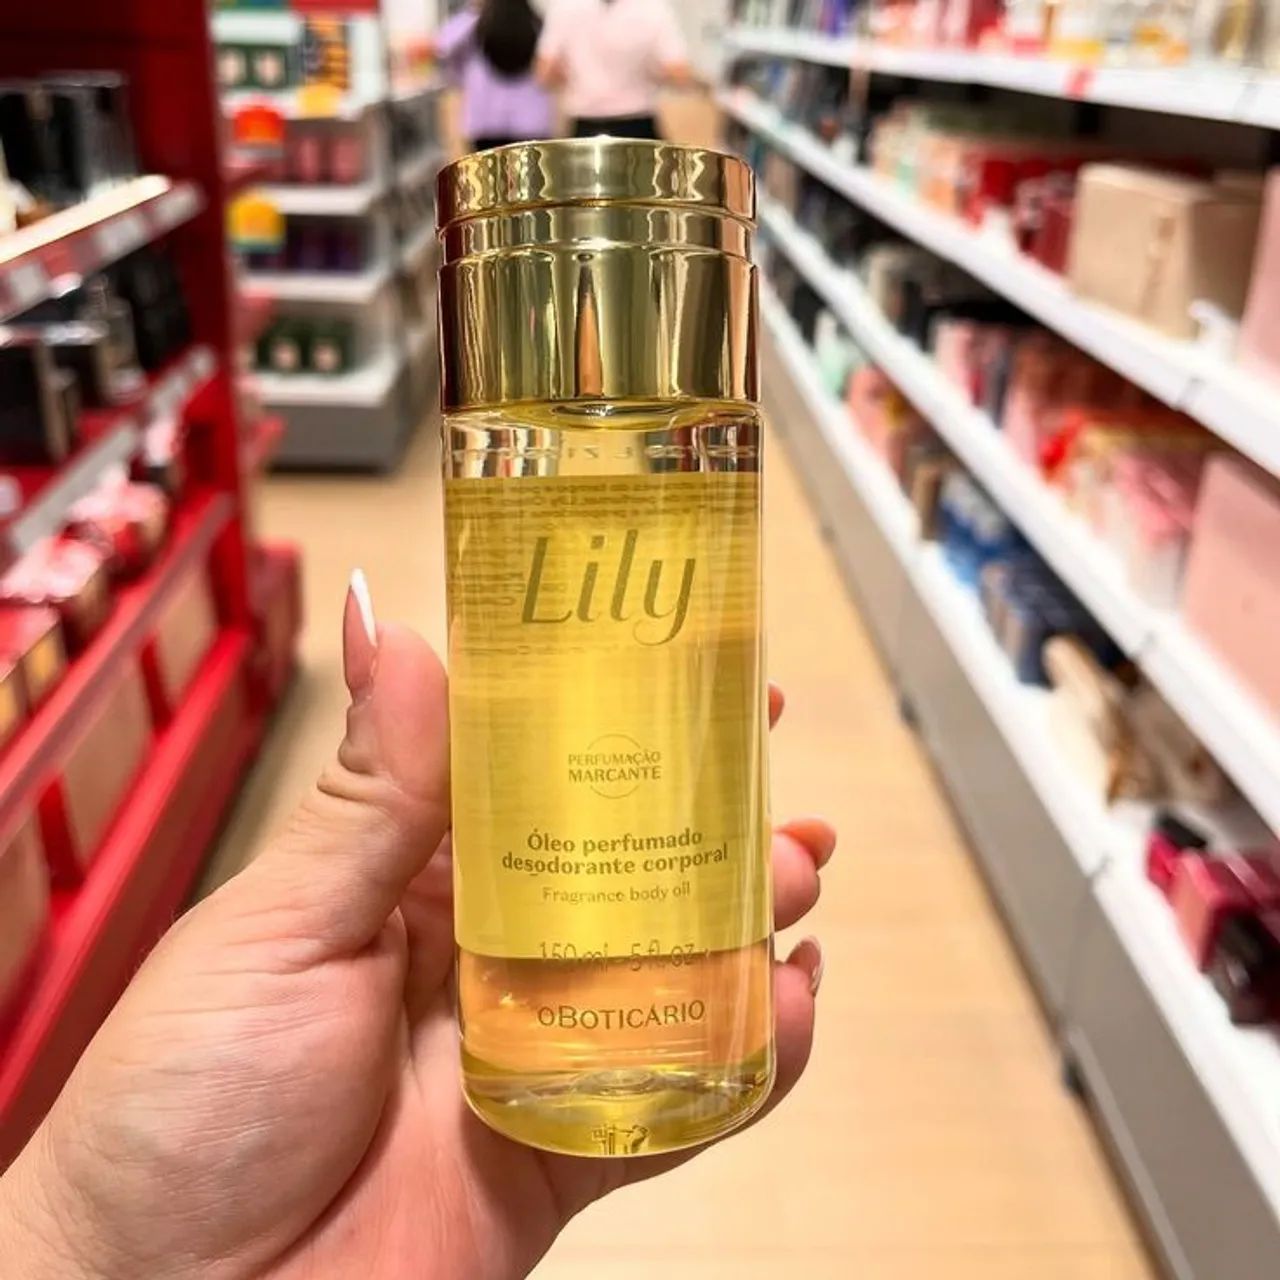 Lily
PERFUMAÇÃO
MARCANTE
Óleo perfumado
desodorante corporal
Fragrance body oil
150 ml - 5 fl. oz
OBOTICÁRIO